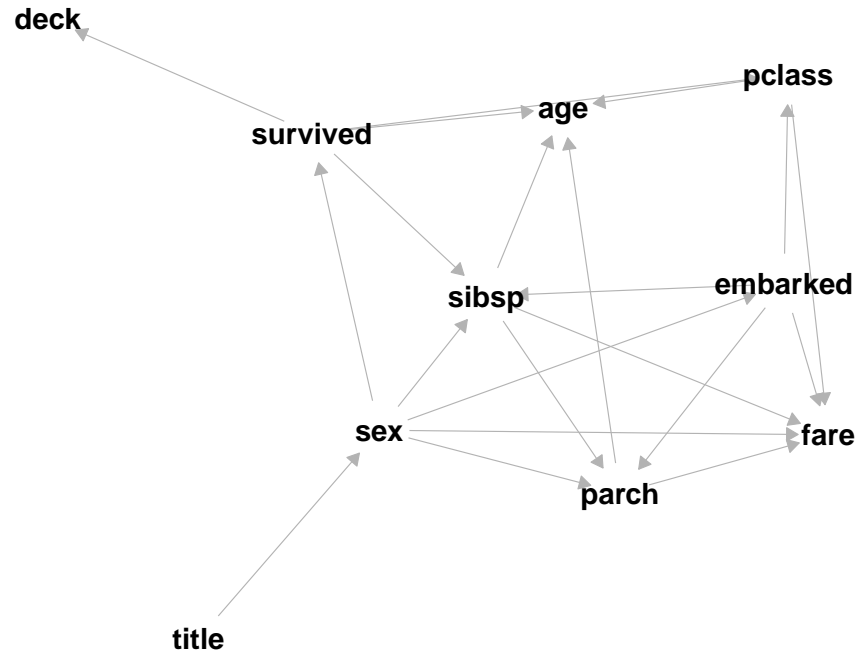 deck
pclass
age
survived
embarked
sibsp
sex
fare
parch
title